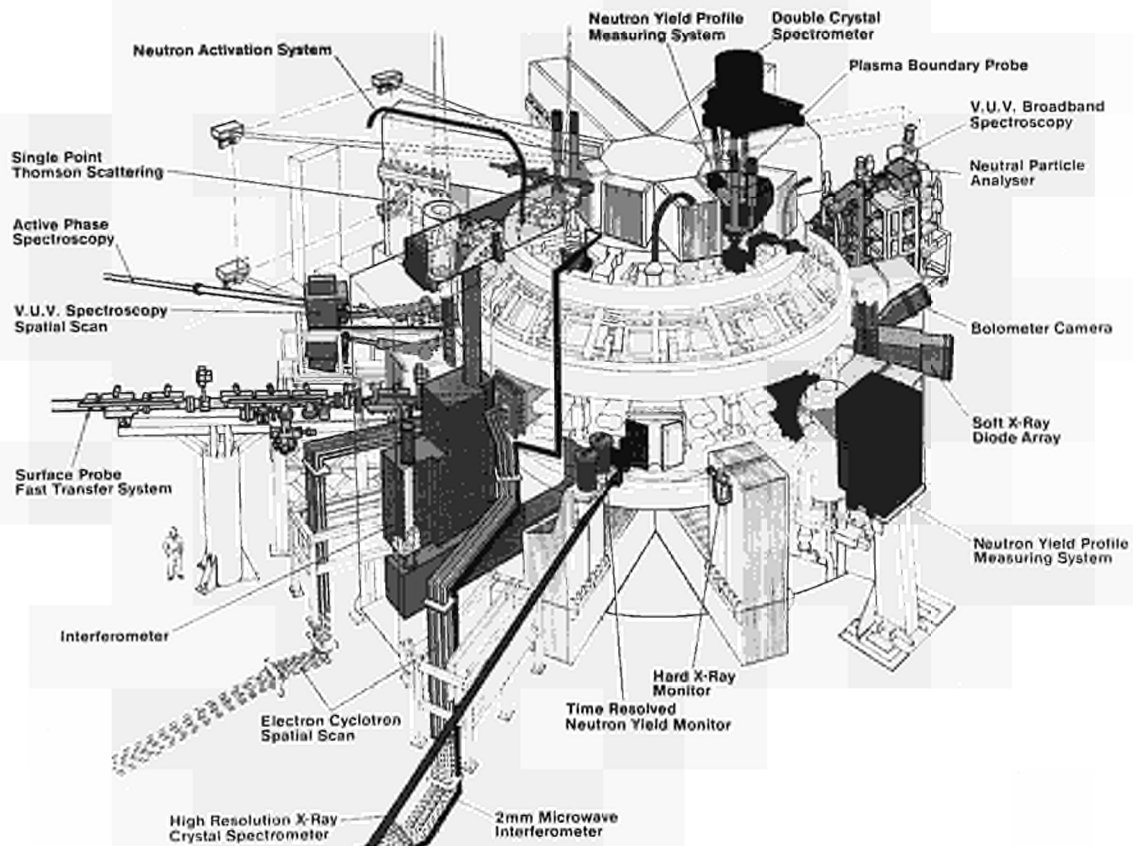 Neutron Yield Profile
Measuring System
Double Crystal
Spectrometer
Neutron Activation System
Plasma Boundary Probe
V.U.V. Broadband
Spectroscopy
Single Point
Thomson Scattering
Neutral Particle
Analyser
Active Phase
Spectroscopy
V.U.V. Spectroscopy
Spatial Scan
Bolometer Camera
Soft X-Ray
Diode Array
Surface Probe
Fast Transfer System
Neutron Yield Profile
Measuring System
Interferometer
Hard X-Ray
Monitor
Time Resolved
Neutron Yield Monitor
Electron Cyclotron
Spatial Scan
High Resolution X-Ray
Crystal Spectrometer
2mm Microwave
Interferometer